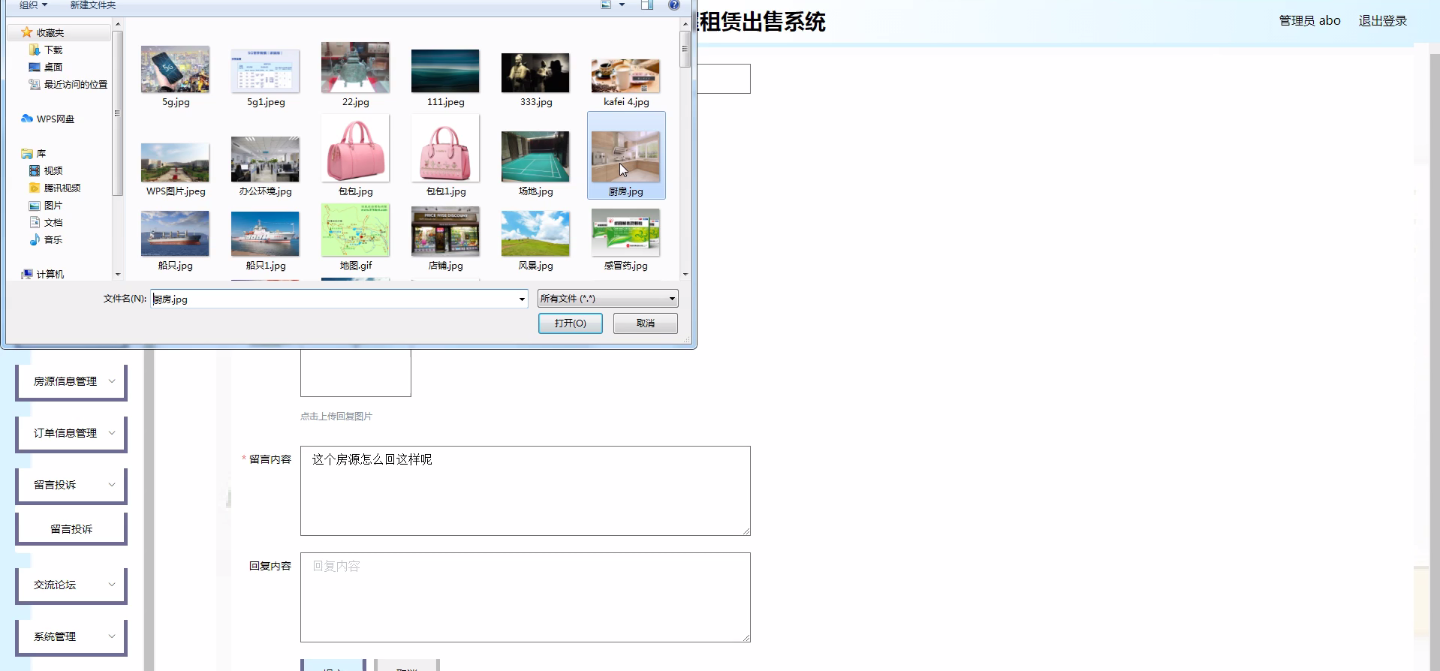 组织 新建文件夹
租赁出售系统
管理员 abo 退出登录
收藏夹
下载
桌面
最近访问的位置
WPS网盘
库
视频
腾讯视频
图片
文档
音乐
计算机
5g.jpg 5g1.jpeg 22.jpg 111.jpeg 333.jpg kafei 4.jpg
WPS图片.jpeg 办公环境.jpg 包包.jpg 包包1.jpg 场地.jpg 厨房.jpg
船只.jpg 船只1.jpg 地图.gif 店铺.jpg 风景.jpg 感冒药.jpg
文件名(N): 厨房.jpg 所有文件 (*.*)
打开(O) 取消
房源信息管理
订单信息管理
留言投诉
留言投诉
交流论坛
系统管理
点击上传回复图片
* 留言内容 这个房源怎么回这样呢
回复内容 回复内容